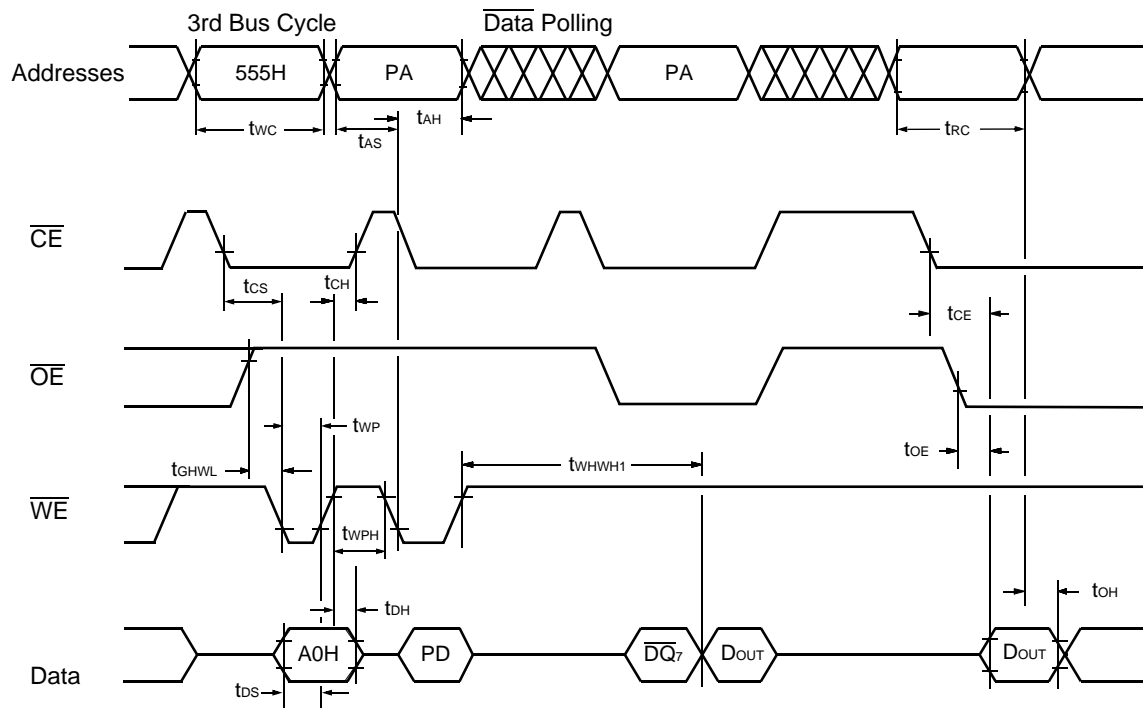 3rd Bus Cycle Data Polling
Addresses 555H PA PA
tWC tAS tAH tRC
CE
tCS tCH tCE
OE
tWP
tGHWL tWHWH1 tOE
WE
tWPH
tDH tOH
Data A0H PD DQ7 DOUT DOUT
tDS